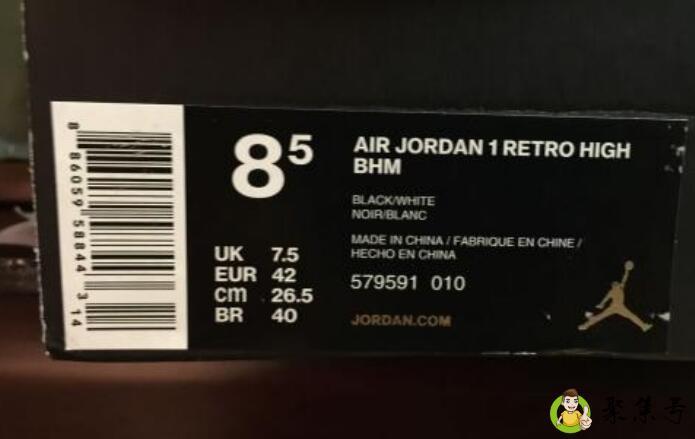 8 86059 58844 3 14
8⁵
UK 7.5
EUR 42
cm 26.5
BR 40
AIR JORDAN 1 RETRO HIGH
BHM
BLACK/WHITE
NOIR/BLANC
MADE IN CHINA / FABRIQUE EN CHINE /
HECHO EN CHINA
579591 010
JORDAN.COM
聚集号